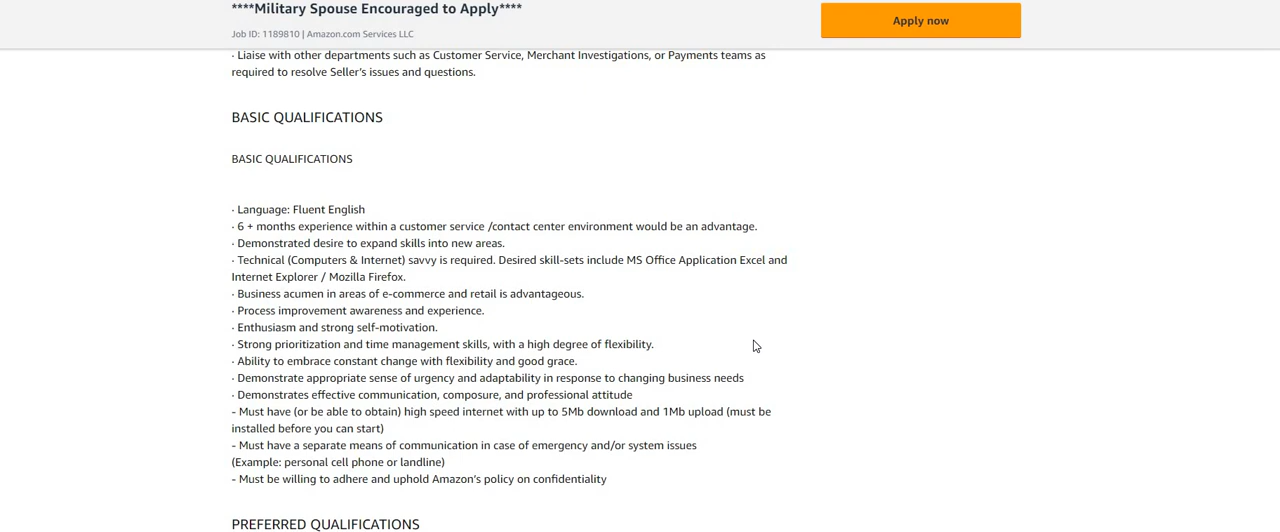 ****Military Spouse Encouraged to Apply****
Apply now
Job ID: 1189810 | Amazon.com Services LLC
· Liaise with other departments such as Customer Service, Merchant Investigations, or Payments teams as
required to resolve Seller's issues and questions.
BASIC QUALIFICATIONS
BASIC QUALIFICATIONS
· Language: Fluent English
· 6 + months experience within a customer service /contact center environment would be an advantage.
· Demonstrated desire to expand skills into new areas.
· Technical (Computers & Internet) savvy is required. Desired skill-sets include MS Office Application Excel and
Internet Explorer / Mozilla Firefox.
· Business acumen in areas of e-commerce and retail is advantageous.
· Process improvement awareness and experience.
· Enthusiasm and strong self-motivation.
· Strong prioritization and time management skills, with a high degree of flexibility.
· Ability to embrace constant change with flexibility and good grace.
· Demonstrate appropriate sense of urgency and adaptability in response to changing business needs
· Demonstrates effective communication, composure, and professional attitude
- Must have (or be able to obtain) high speed internet with up to 5Mb download and 1Mb upload (must be
installed before you can start)
- Must have a separate means of communication in case of emergency and/or system issues
(Example: personal cell phone or landline)
- Must be willing to adhere and uphold Amazon's policy on confidentiality
PREFERRED QUALIFICATIONS